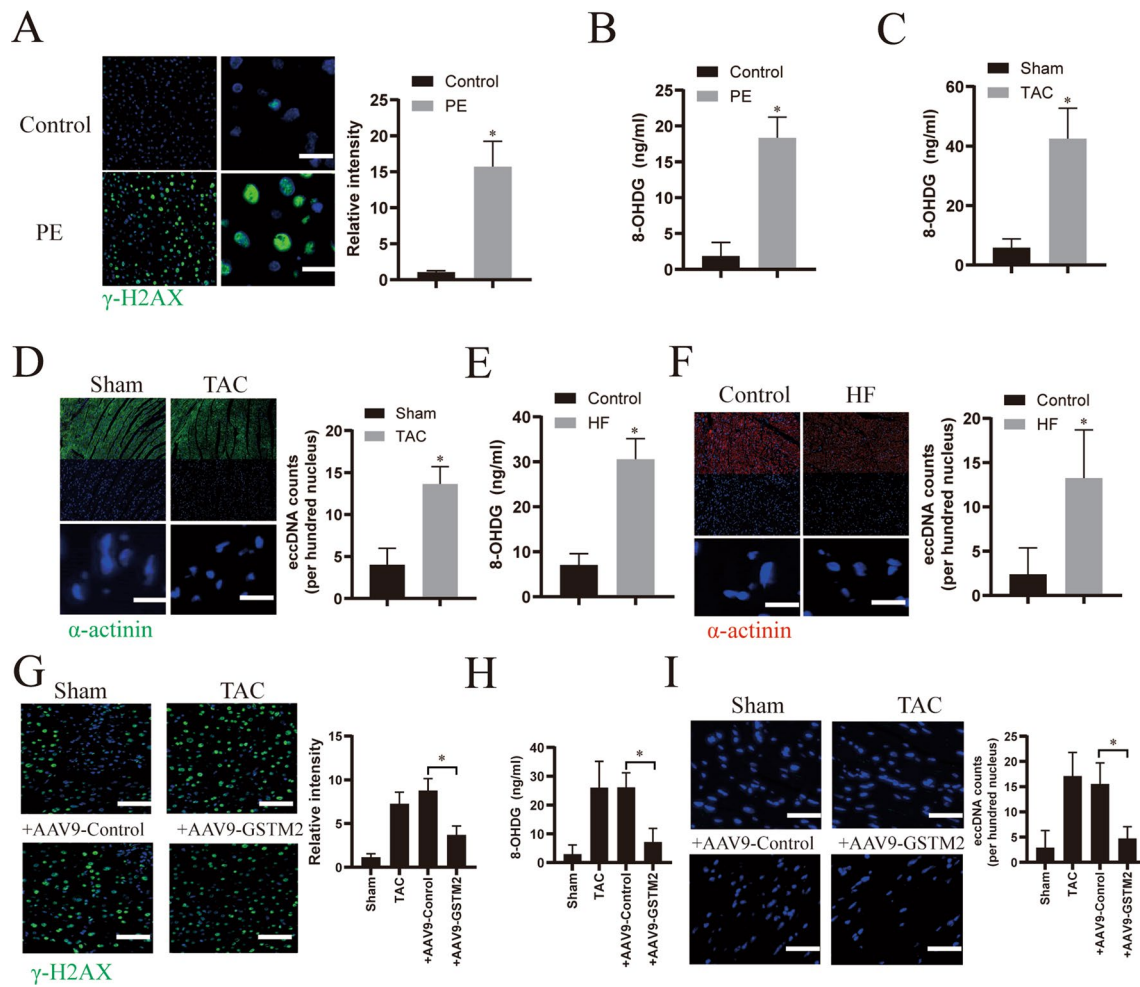 A
Control
PE
γ-H2AX
Control
PE
Relative intensity
25
20
15
10
5
0
*
B
Control
PE
8-OHDG (ng/ml)
25
20
15
10
5
0
*
C
Sham
TAC
8-OHDG (ng/ml)
60
40
20
0
*
D
Sham
TAC
α-actinin
Sham
TAC
eccDNA counts
(per hundred nucleus)
20
15
10
5
0
*
E
Control
HF
8-OHDG (ng/ml)
40
30
20
10
0
*
F
Control
HF
α-actinin
Control
HF
eccDNA counts
(per hundred nucleus)
20
15
10
5
0
*
G
Sham
TAC
+AAV9-Control
+AAV9-GSTM2
γ-H2AX
Relative intensity
15
10
5
0
*
Sham
TAC
+AAV9-Control
+AAV9-GSTM2
H
8-OHDG (ng/ml)
40
30
20
10
0
*
Sham
TAC
+AAV9-Control
+AAV9-GSTM2
I
Sham
TAC
+AAV9-Control
+AAV9-GSTM2
eccDNA counts
(per hundred nucleus)
25
20
15
10
5
0
*
Sham
TAC
+AAV9-Control
+AAV9-GSTM2